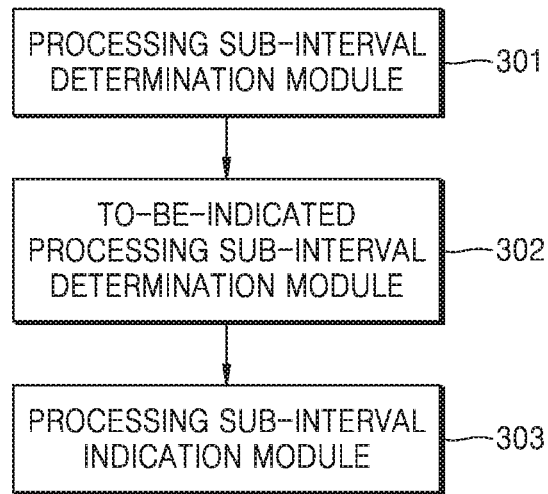 PROCESSING SUB-INTERVAL
DETERMINATION MODULE
301
TO-BE-INDICATED
PROCESSING SUB-INTERVAL
DETERMINATION MODULE
302
PROCESSING SUB-INTERVAL
INDICATION MODULE
303